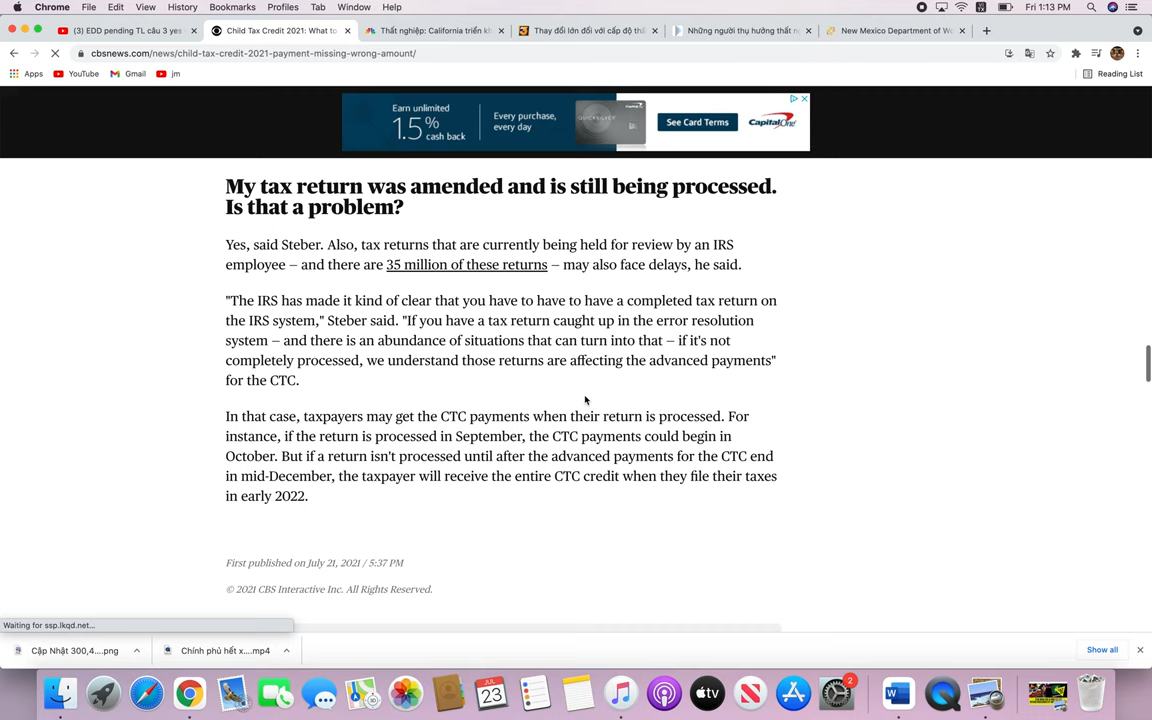 Chrome File Edit View History Bookmarks Profiles Tab Window Help Fri 1:13 PM
(3) EDD pending TL câu 3 yes Child Tax Credit 2021: What to Thất nghiệp: California triển kh Thay đổi lớn đối với cấp độ thấ Những người thụ hưởng thất n New Mexico Department of Wo
cbsnews.com/news/child-tax-credit-2021-payment-missing-wrong-amount/
Apps YouTube Gmail jm Reading List
Earn unlimited
1.5%
cash back
Every purchase,
every day
See Card Terms
Capital One
My tax return was amended and is still being processed.
Is that a problem?
Yes, said Steber. Also, tax returns that are currently being held for review by an IRS
employee — and there are 35 million of these returns — may also face delays, he said.
"The IRS has made it kind of clear that you have to have to have a completed tax return on
the IRS system," Steber said. "If you have a tax return caught up in the error resolution
system — and there is an abundance of situations that can turn into that — if it's not
completely processed, we understand those returns are affecting the advanced payments"
for the CTC.
In that case, taxpayers may get the CTC payments when their return is processed. For
instance, if the return is processed in September, the CTC payments could begin in
October. But if a return isn't processed until after the advanced payments for the CTC end
in mid-December, the taxpayer will receive the entire CTC credit when they file their taxes
in early 2022.
First published on July 21, 2021 / 5:37 PM
© 2021 CBS Interactive Inc. All Rights Reserved.
Waiting for ssp.lkqd.net...
Cập Nhật 300,4....png Chính phủ hết x....mp4 Show all
JUL
23
tv
2